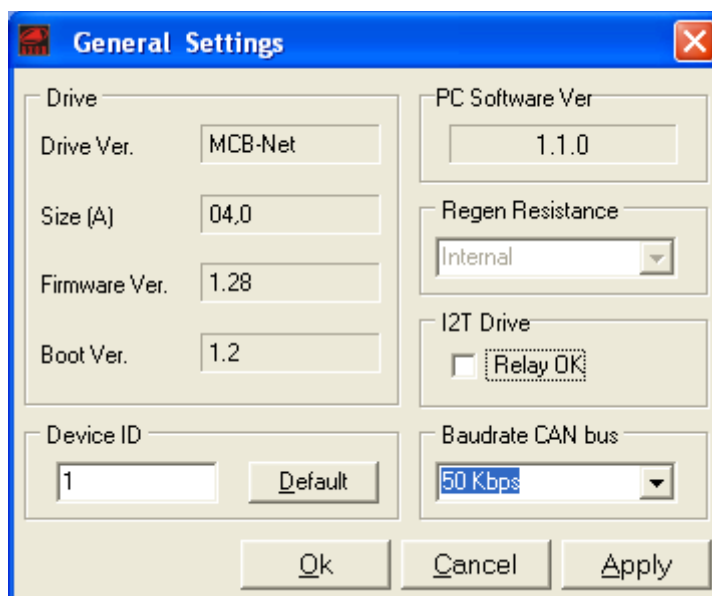 General Settings
Drive
Drive Ver. MCB-Net
Size (A) 04,0
Firmware Ver. 1.28
Boot Ver. 1.2
Device ID
1 Default
PC Software Ver
1.1.0
Regen Resistance
Internal
I2T Drive
Relay OK
Baudrate CAN bus
50 Kbps
Ok Cancel Apply